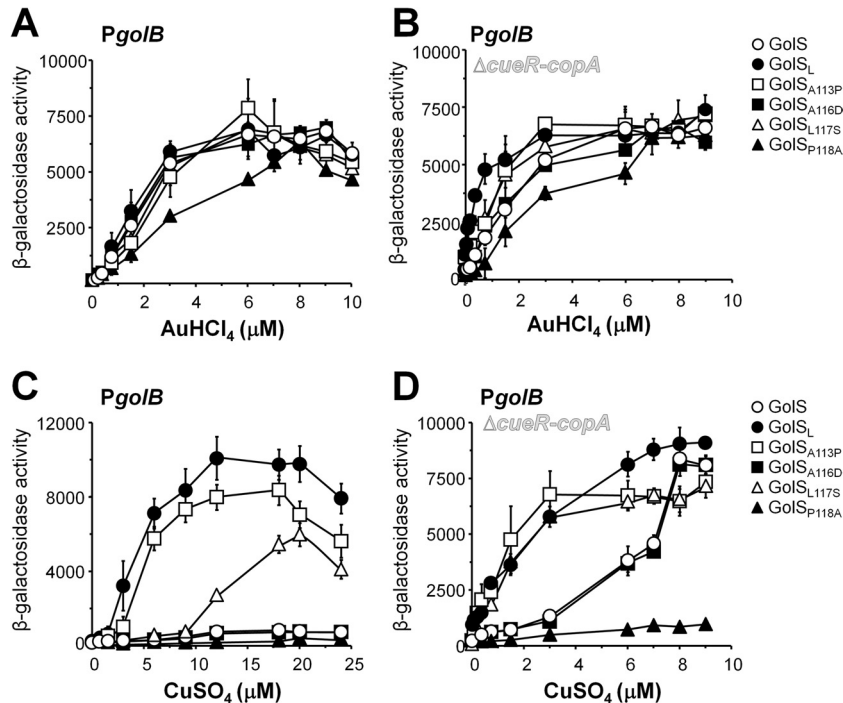 A
PgolB
β-galactosidase activity
10000
7500
5000
2500
0
0 2 4 6 8 10
AuHCl4 (μM)
B
PgolB
ΔcueR-copA
β-galactosidase activity
10000
7500
5000
2500
0
0 2 4 6 8 10
AuHCl4 (μM)
GolS
GolSL
GolSA113P
GolSA116D
GolSL117S
GolSP118A
C
PgolB
β-galactosidase activity
12000
8000
4000
0
0 5 10 15 20 25
CuSO4 (μM)
D
PgolB
ΔcueR-copA
β-galactosidase activity
10000
7500
5000
2500
0
0 2 4 6 8 10
CuSO4 (μM)
GolS
GolSL
GolSA113P
GolSA116D
GolSL117S
GolSP118A